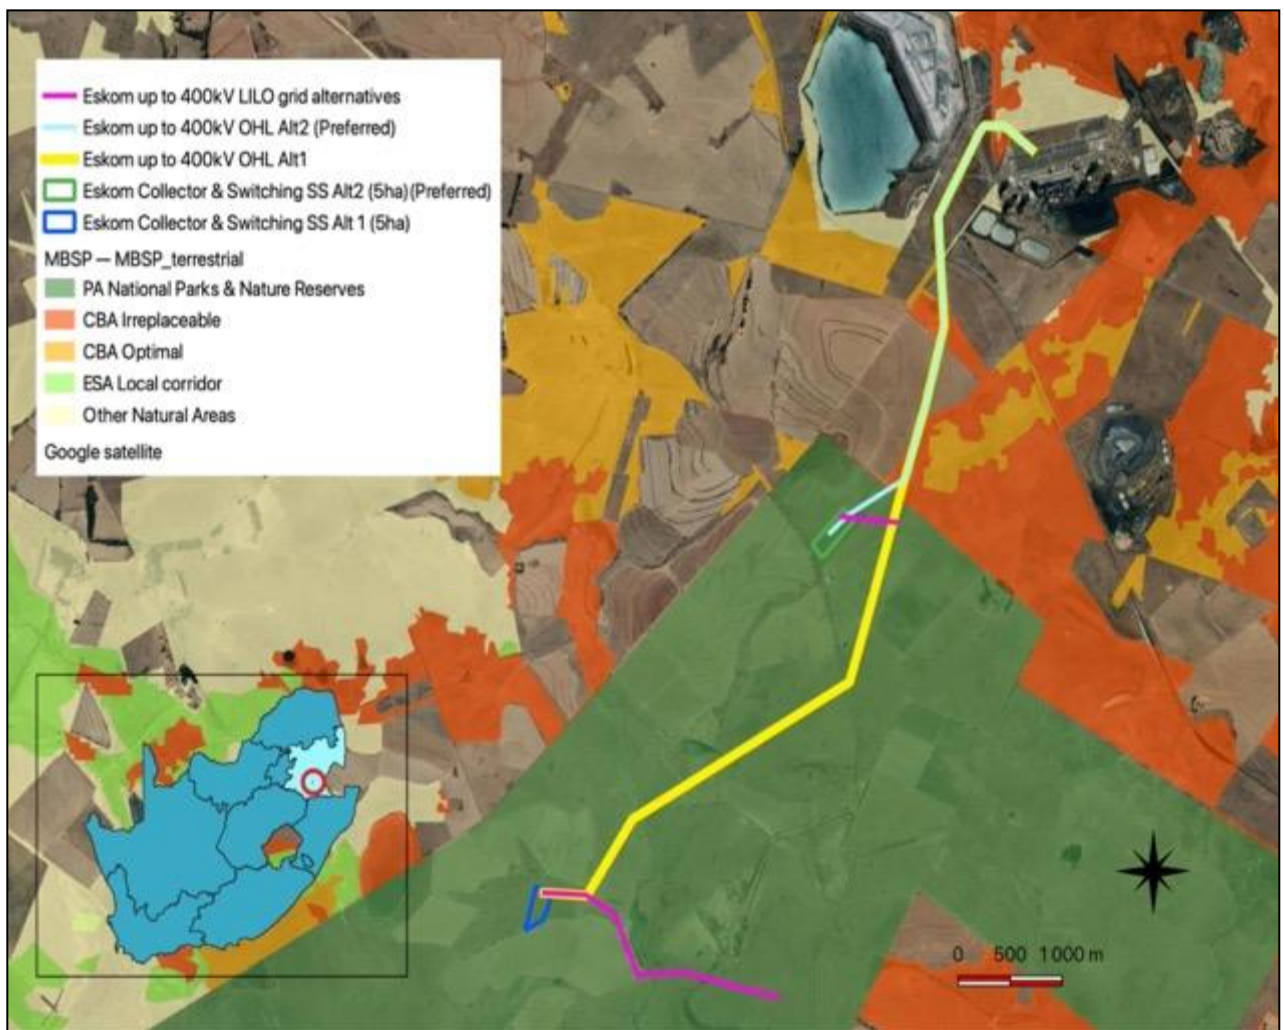 Eskom up to 400kV LILO grid alternatives
Eskom up to 400kV OHL Alt2 (Preferred)
Eskom up to 400kV OHL Alt1
Eskom Collector & Switching SS Alt2 (5ha)(Preferred)
Eskom Collector & Switching SS Alt 1 (5ha)
MBSP — MBSP_terrestrial
PA National Parks & Nature Reserves
CBA Irreplaceable
CBA Optimal
ESA Local corridor
Other Natural Areas
Google satellite
0 500 1000 m